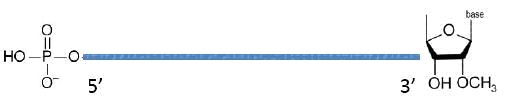 O base
HO—P—O O
O⁻ 5’ 3’ OH OCH₃